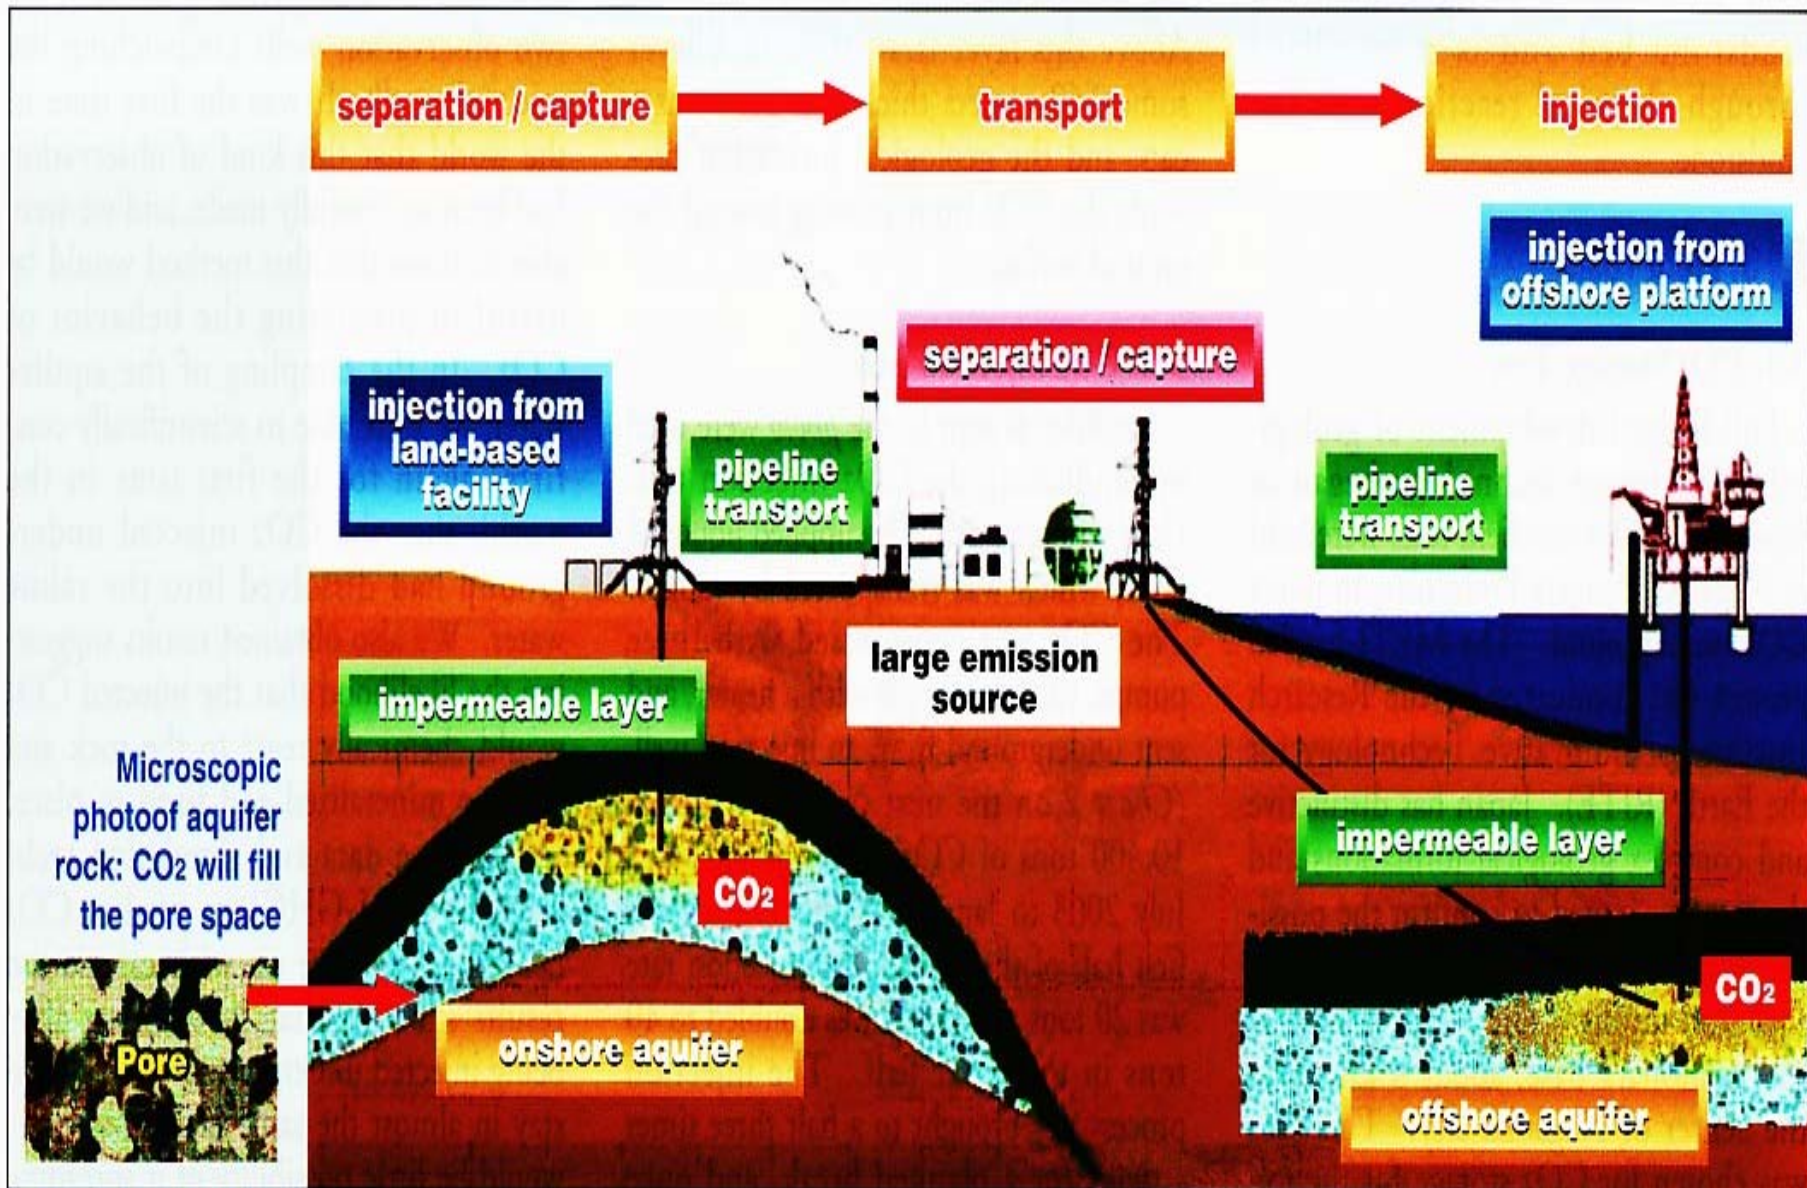 separation / capture
transport
injection
injection from
offshore platform
separation / capture
injection from
land-based
facility
pipeline
transport
pipeline
transport
large emission
source
impermeable layer
Microscopic
photoof aquifer
rock: CO₂ will fill
the pore space
impermeable layer
CO₂
CO₂
Pore
onshore aquifer
offshore aquifer